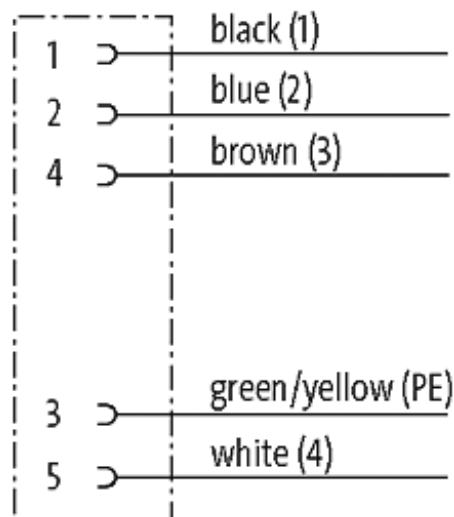 1 black (1)
2 blue (2)
4 brown (3)
3 green/yellow (PE)
5 white (4)